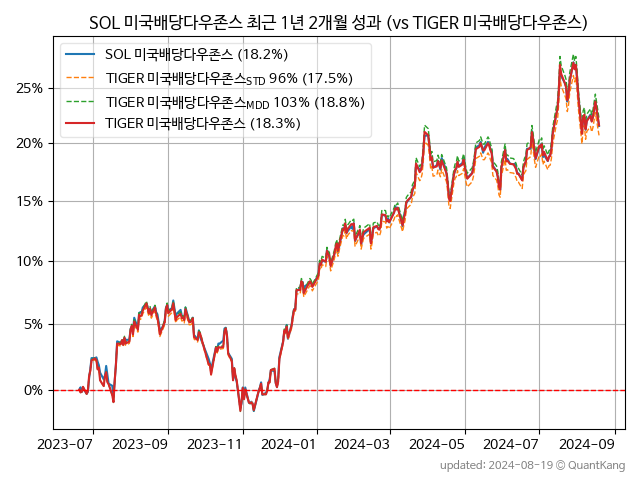 SOL 미국배당다우존스 최근 1년 2개월 성과 (vs TIGER 미국배당다우존스)
SOL 미국배당다우존스 (18.2%)
TIGER 미국배당다우존스STD 96% (17.5%)
TIGER 미국배당다우존스MDD 103% (18.8%)
TIGER 미국배당다우존스 (18.3%)
25%
20%
15%
10%
5%
0%
2023-07 2023-09 2023-11 2024-01 2024-03 2024-05 2024-07 2024-09
updated: 2024-08-19 © QuantKang